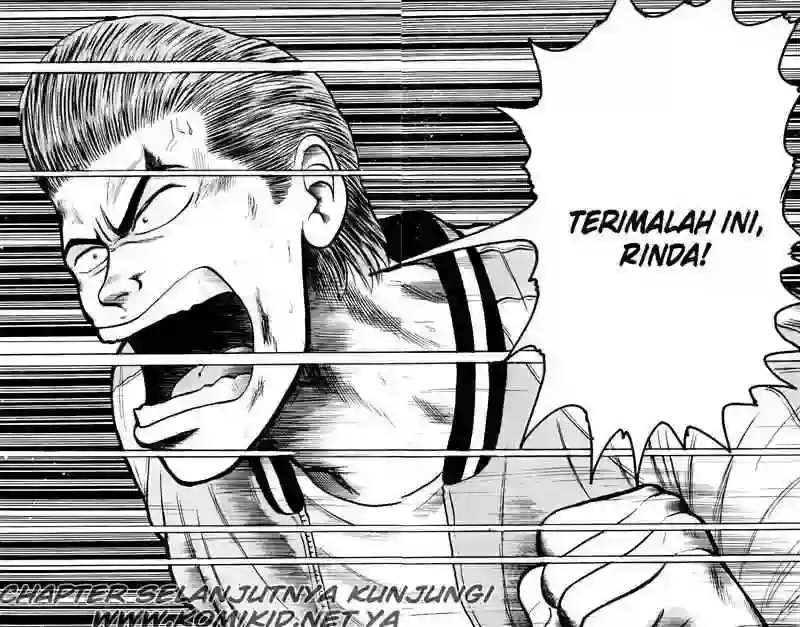 TERIMALAH INI,
RINDA!
CHAPTER SELANJUTNYA KUNJUNGI
WWW.KOMIKID.NET YA